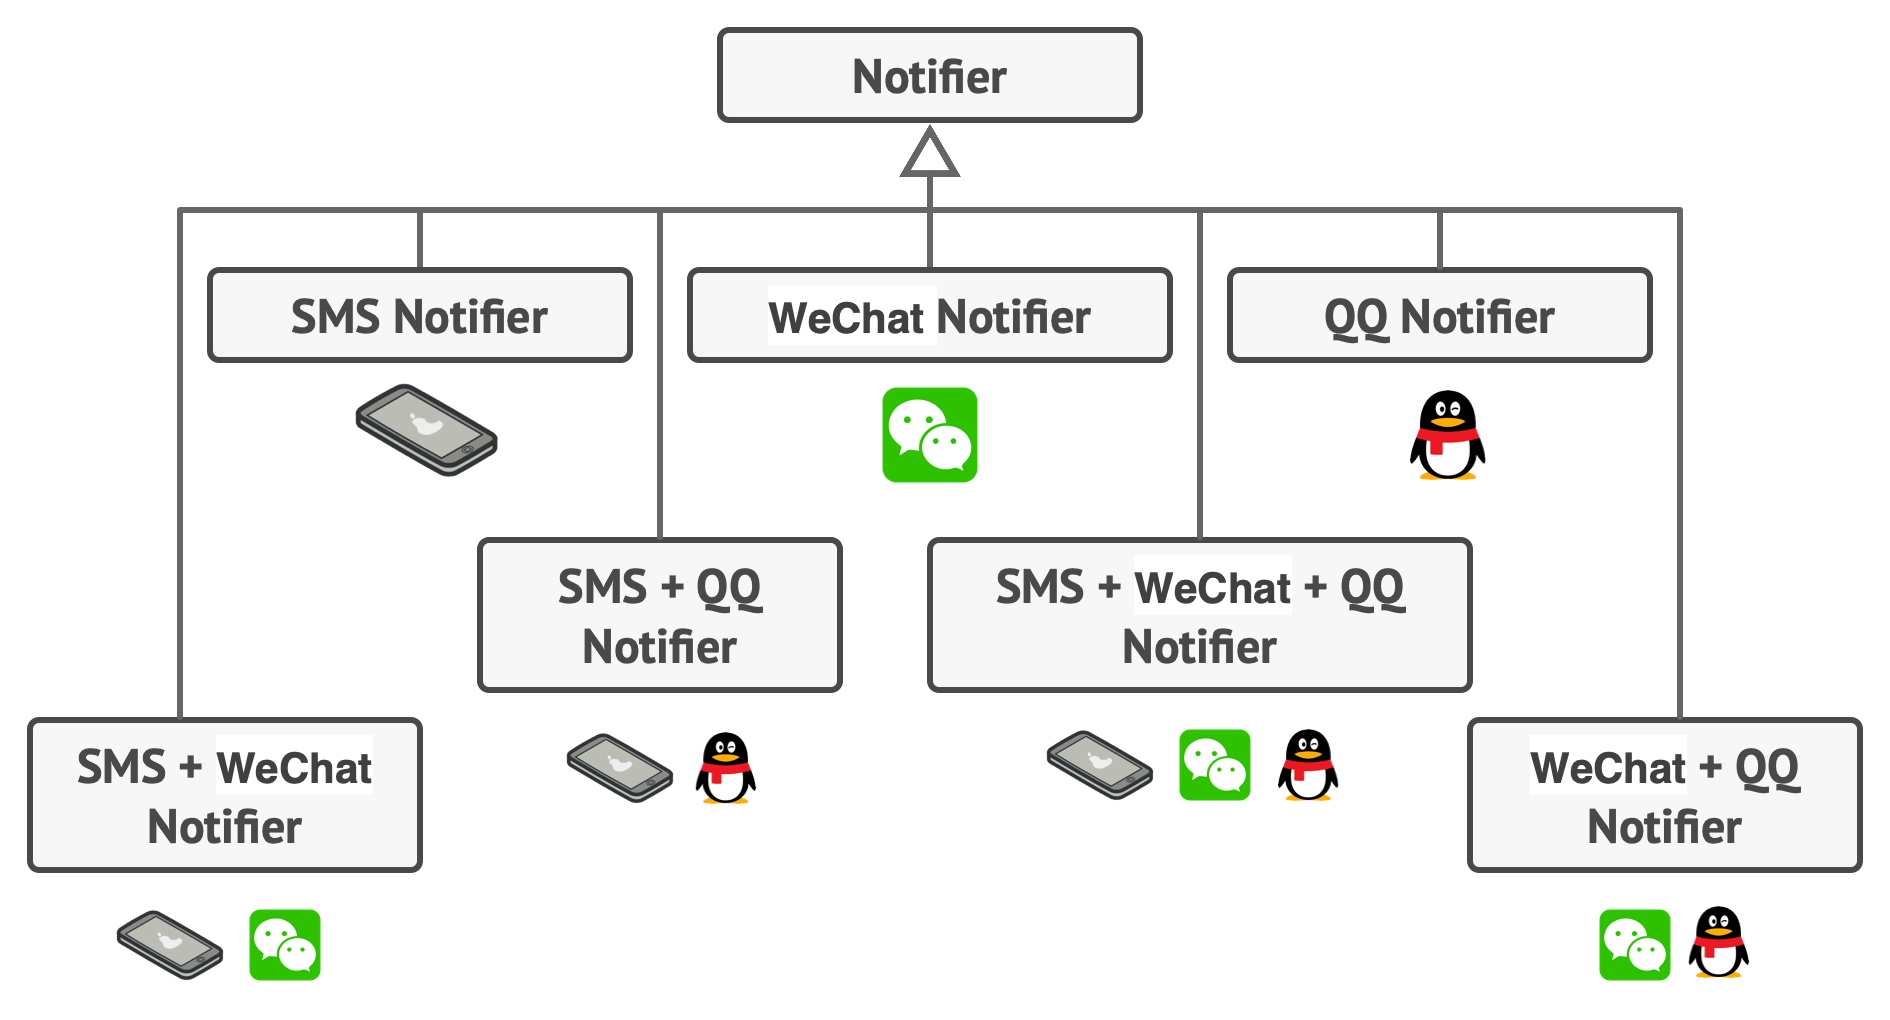 Notifier
SMS Notifier
WeChat Notifier
QQ Notifier
SMS + QQ
Notifier
SMS + WeChat + QQ
Notifier
SMS + WeChat
Notifier
WeChat + QQ
Notifier